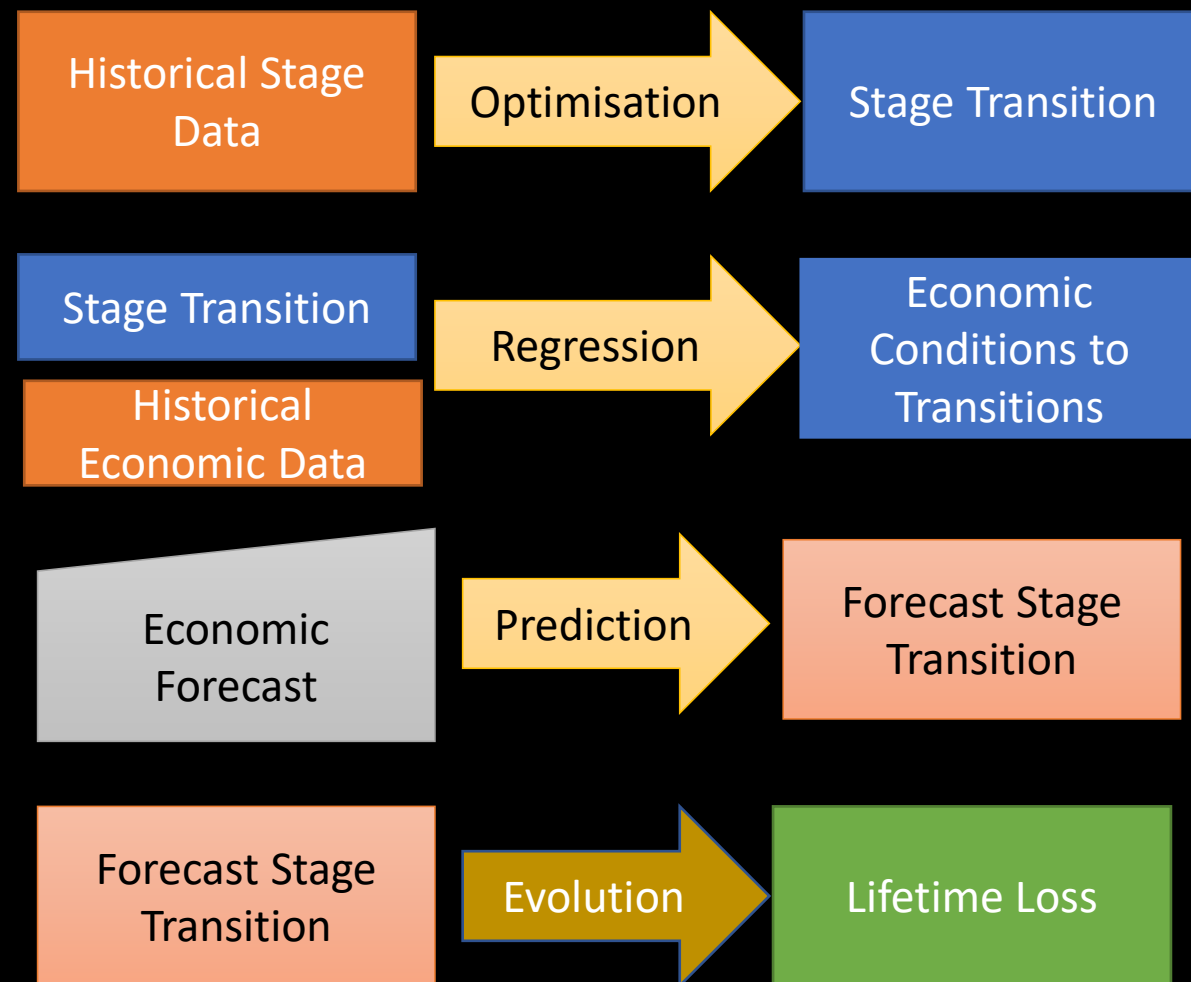 Historical Stage
Data
Optimisation
Stage Transition
Stage Transition
Historical
Economic Data
Regression
Economic
Conditions to
Transitions
Economic
Forecast
Prediction
Forecast Stage
Transition
Forecast Stage
Transition
Evolution
Lifetime Loss